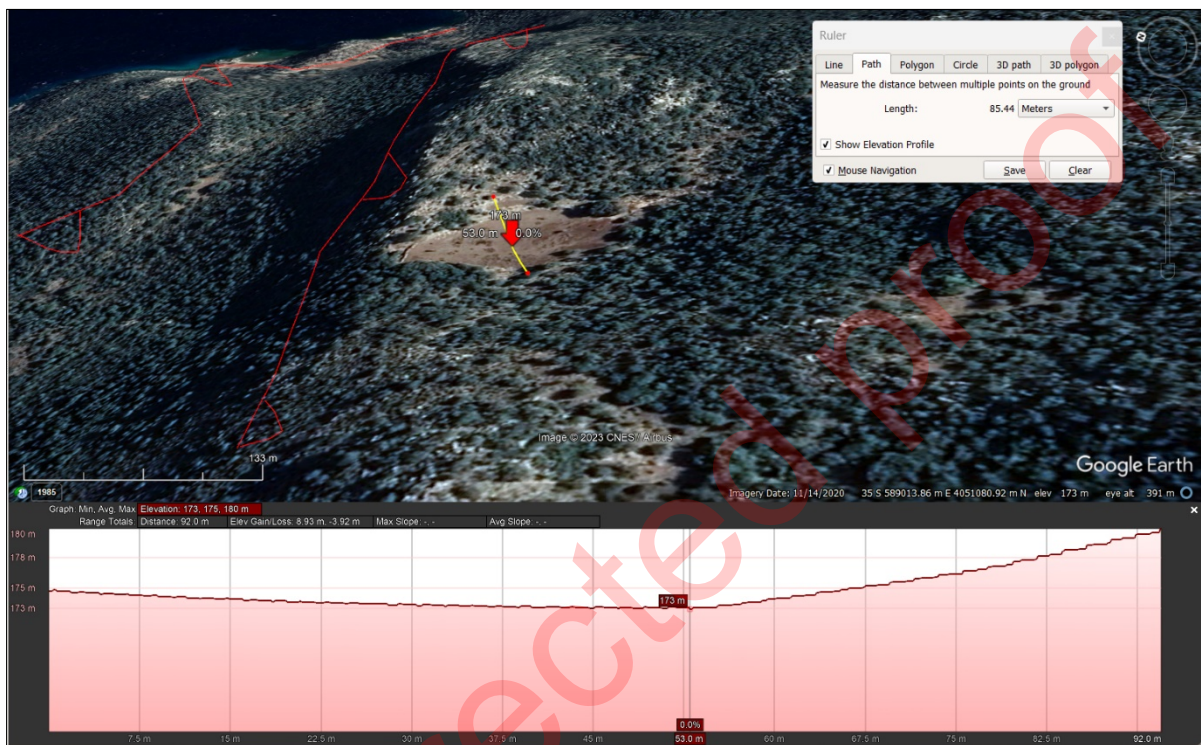 Ruler
Line Path Polygon Circle 3D path 3D polygon
Measure the distance between multiple points on the ground
Length: 85.44 Meters
Show Elevation Profile
Mouse Navigation Save Clear
173 m
53.0 m 0.0%
133 m
Image © 2023 CNES / Airbus
Google Earth
1985
Imagery Date: 11/14/2020 35 S 589013.86 m E 4051080.92 m N elev 173 m eye alt 391 m
Graph: Min, Avg, Max Elevation: 173, 175, 180 m
Range Totals Distance: 92.0 m Elev Gain/Loss: 8.93 m, -3.92 m Max Slope: -, - Avg Slope: -, -
180 m
178 m
175 m
173 m
173 m
0.0%
7.5 m 15 m 22.5 m 30 m 37.5 m 45 m 53.0 m 60 m 67.5 m 75 m 82.5 m 92.0 m
ected proof